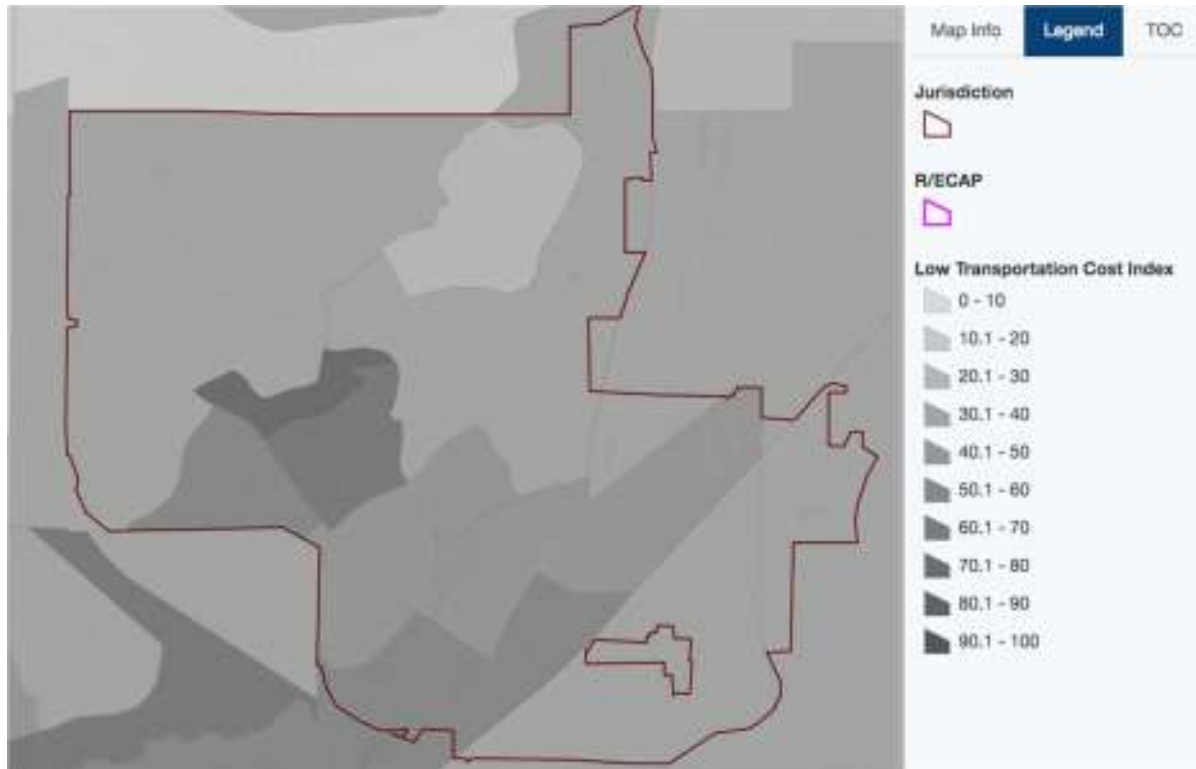 Map Info Legend TOC
Jurisdiction
R/ECAP
Low Transportation Cost Index
0 - 10
10.1 - 20
20.1 - 30
30.1 - 40
40.1 - 50
50.1 - 60
60.1 - 70
70.1 - 80
80.1 - 90
90.1 - 100